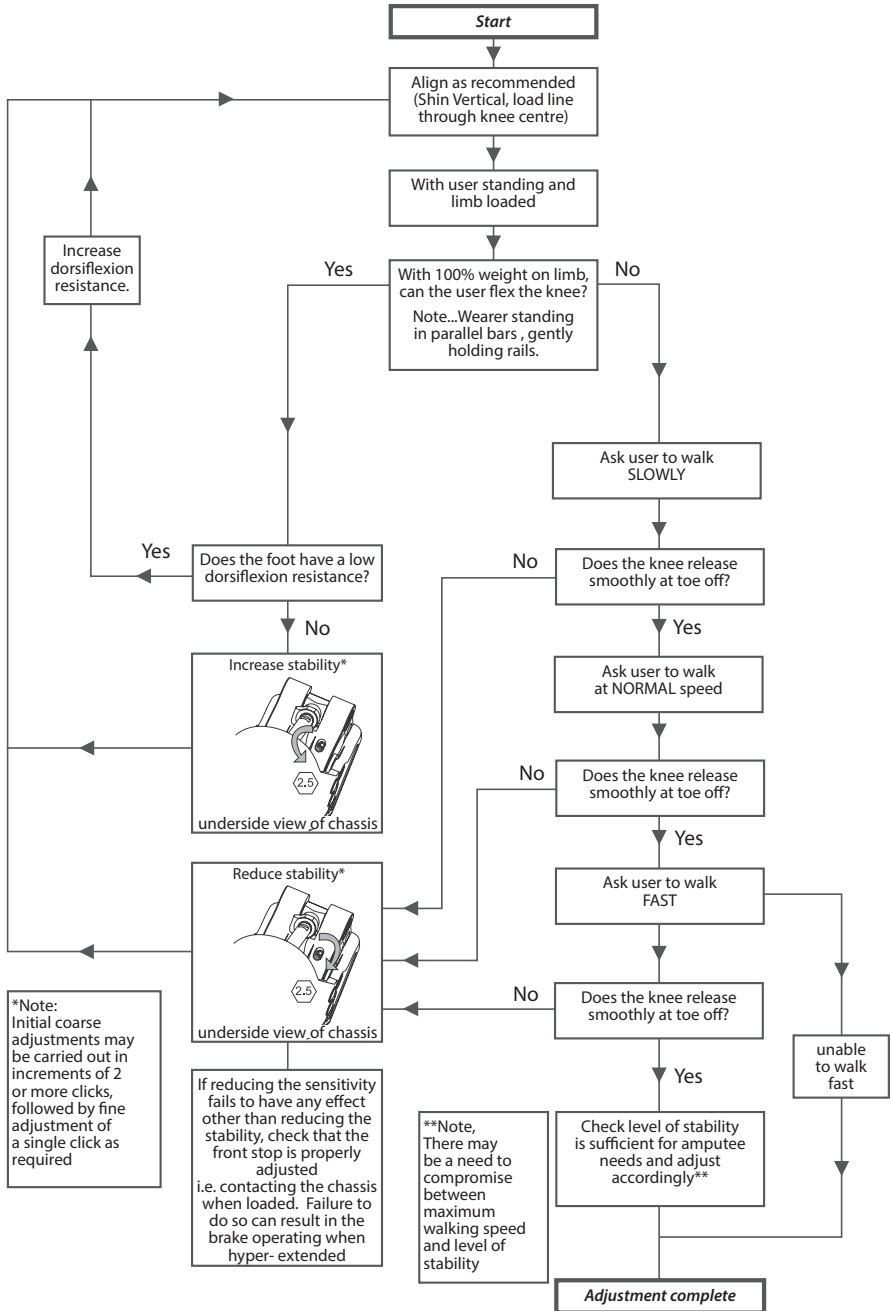 Start
Align as recommended
(Shin Vertical, load line
through knee centre)
With user standing and
limb loaded
Increase
dorsiflexion
resistance.
Yes
With 100% weight on limb,
can the user flex the knee?
Note...Wearer standing
in parallel bars , gently
holding rails.
No
Ask user to walk
SLOWLY
Yes
Does the foot have a low
dorsiflexion resistance?
No
Does the knee release
smoothly at toe off?
No
Yes
Increase stability*
2.5
underside view of chassis
Ask user to walk
at NORMAL speed
No
Does the knee release
smoothly at toe off?
Yes
Reduce stability*
2.5
underside view of chassis
Ask user to walk
FAST
No
Does the knee release
smoothly at toe off?
unable
to walk
fast
Yes
*Note:
Initial coarse
adjustments may
be carried out in
increments of 2
or more clicks,
followed by fine
adjustment of
a single click as
required
If reducing the sensitivity
fails to have any effect
other than reducing the
stability, check that the
front stop is properly
adjusted
i.e. contacting the chassis
when loaded. Failure to
do so can result in the
brake operating when
hyper- extended
**Note,
There may
be a need to
compromise
between
maximum
walking speed
and level of
stability
Check level of stability
is sufficient for amputee
needs and adjust
accordingly**
Adjustment complete